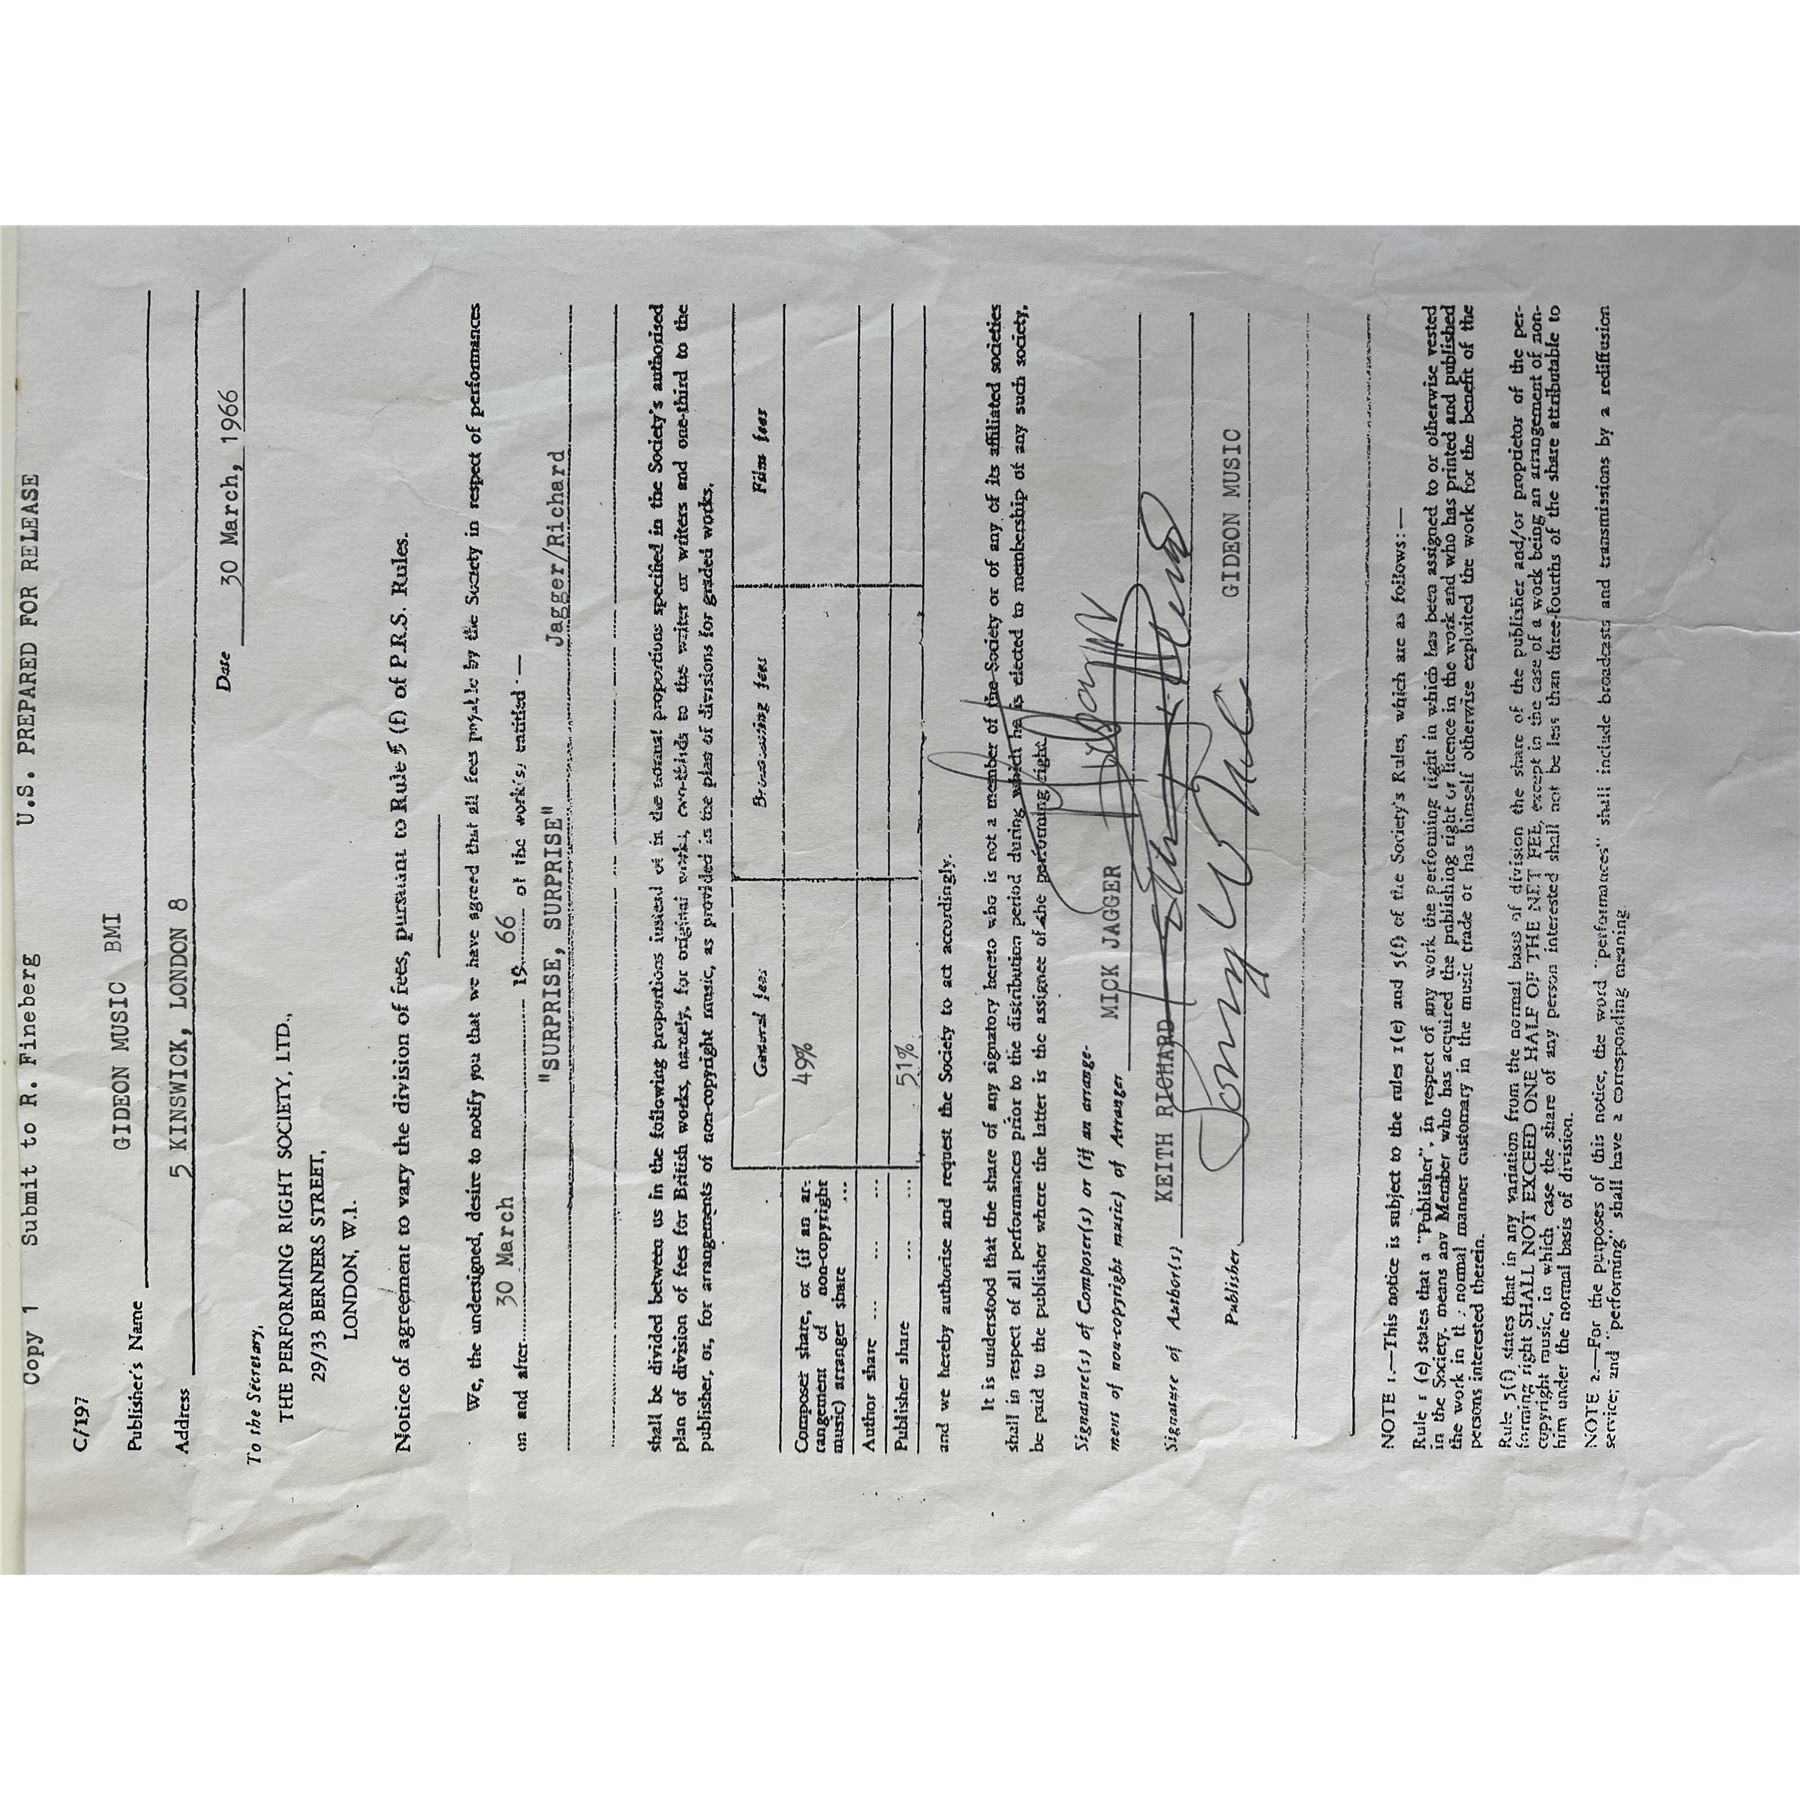 Copy 1 Submit to R. Fineberg U.S. PREPARED FOR RELEASE
C/197
GIDEON MUSIC BMI
Publisher's Name
Address 5 KINSWICK, LONDON 8
Date 30 March, 1966
To the Secretary,
THE PERFORMING RIGHT SOCIETY, LTD.,
29/33 BERNERS STREET,
LONDON, W.1.
Notice of agreement to vary the division of fees, pursuant to Rule 5 (f) of P.R.S. Rules.
We, the undersigned, desire to notify you that we have agreed that all fees payable by the Society in respect of performances
on and after 30 March 19 66 of the work(s) entitled :—
"SURPRISE, SURPRISE" Jagger/Richard
shall be divided between us in the following proportions instead of in the normal proportions specified in the Society's authorised
plan of division of fees for British works, namely, for original works, two-thirds to the writer or writers and one-third to the
publisher, or, for arrangements of non-copyright music, as provided in the plan of divisions for graded works.
General fees Broadcasting fees Film fees
Composer share, or (if an ar-
rangement of non-copyright
music) arranger share ... 49%
Author share ... ... ...
Publisher share ... ... 51%
and we hereby authorise and request the Society to act accordingly.
It is understood that the share of any signatory hereto who is not a member of the Society or of any of its affiliated societies
shall in respect of all performances prior to the distribution period during which he is elected to membership of any such society,
be paid to the publisher where the latter is the assignee of the performing right.
Signature(s) of Composer(s) or (if an arrange-
ment of non-copyright music) of Arranger MICK JAGGER
Signature of Author(s) KEITH RICHARD
Publisher GIDEON MUSIC
NOTE 1.—This notice is subject to the rules 1(e) and 5(f) of the Society's Rules, which are as follows:—
Rule 1 (e) states that a "Publisher", in respect of any work the performing right in which has been assigned to or otherwise vested
in the Society, means any Member who has acquired the publishing right or licence in the work and who has printed and published
the work in the normal manner customary in the music trade or has himself otherwise exploited the work for the benefit of the
persons interested therein.
Rule 5(f) states that in any variation from the normal basis of division the share of the publisher and/or proprietor of the per-
forming right SHALL NOT EXCEED ONE HALF OF THE NET FEE, except in the case of a work being an arrangement of non-
copyright music, in which case the share of any person interested shall not be less than three-fourths of the share attributable to
him under the normal basis of division.
NOTE 2.—For the purposes of this notice, the word "performances" shall include broadcasts and transmissions by a rediffusion
service; and "performing" shall have a corresponding meaning.